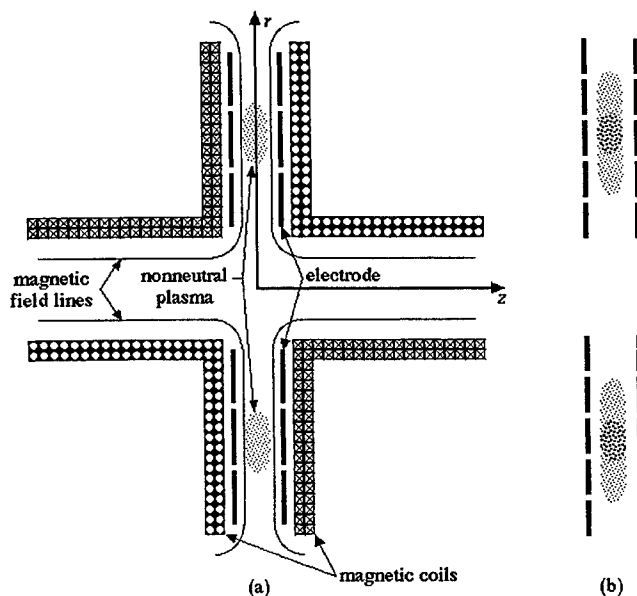 r
z
magnetic
field lines
nonneutral
plasma
electrode
magnetic coils
(a)
(b)